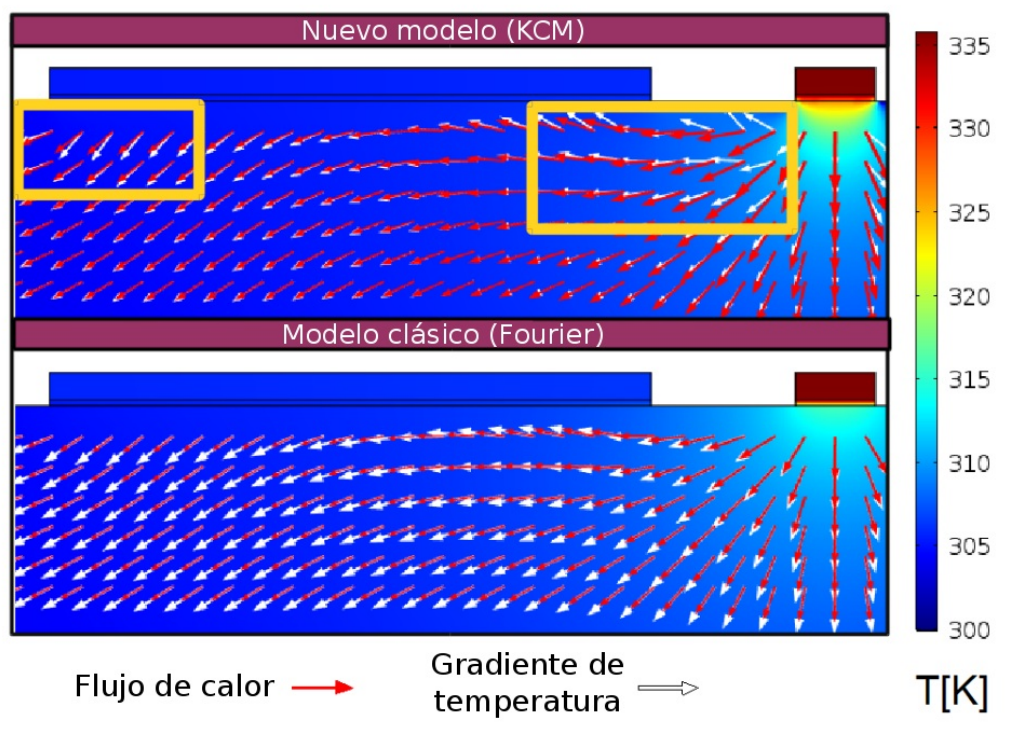 Nuevo modelo (KCM)
Modelo clásico (Fourier)
335
330
325
320
315
310
305
300
T[K]
Flujo de calor
Gradiente de
temperatura